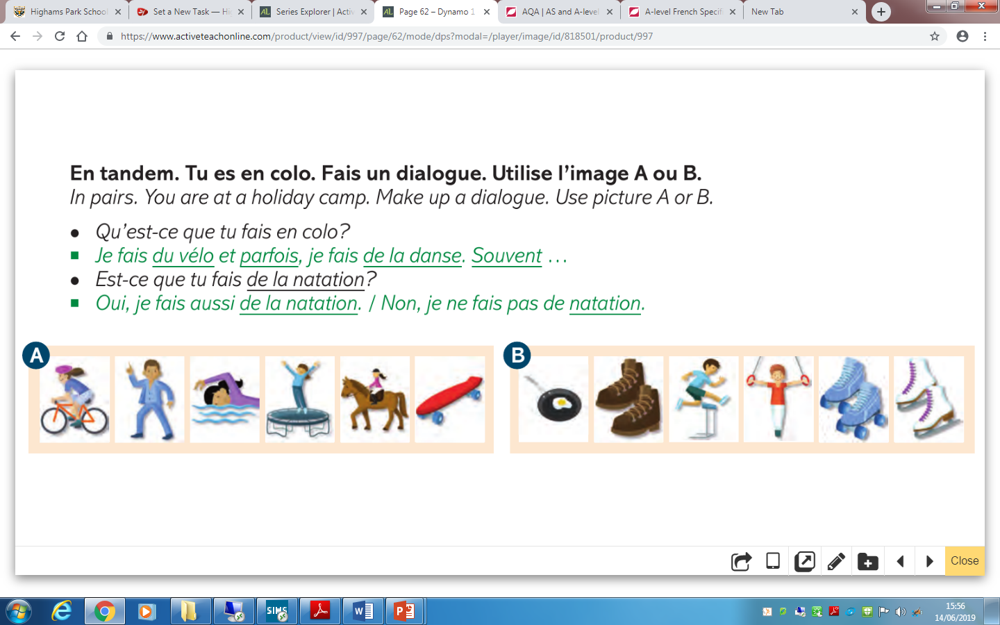 Highams Park School
Set a New Task — Hi
Series Explorer | Activ
Page 62 – Dynamo 1
AQA | AS and A-level
A-level French Specifi
New Tab
https://www.activeteachonline.com/product/view/id/997/page/62/mode/dps?modal=/player/image/id/818501/product/997
En tandem. Tu es en colo. Fais un dialogue. Utilise l’image A ou B.
In pairs. You are at a holiday camp. Make up a dialogue. Use picture A or B.
● Qu’est-ce que tu fais en colo?
■ Je fais du vélo et parfois, je fais de la danse. Souvent …
● Est-ce que tu fais de la natation?
■ Oui, je fais aussi de la natation. / Non, je ne fais pas de natation.
A
B
Close
SIMS
15:56
14/06/2019